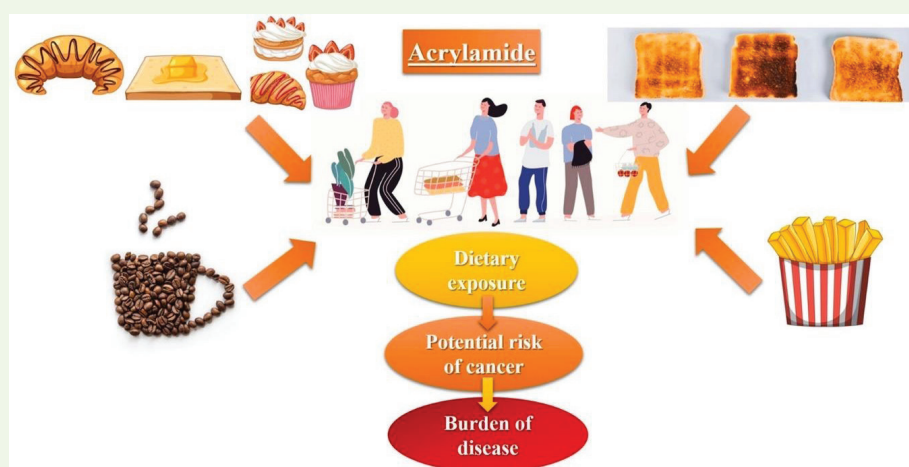 Acrylamide
Dietary
exposure
Potential risk
of cancer
Burden of
disease